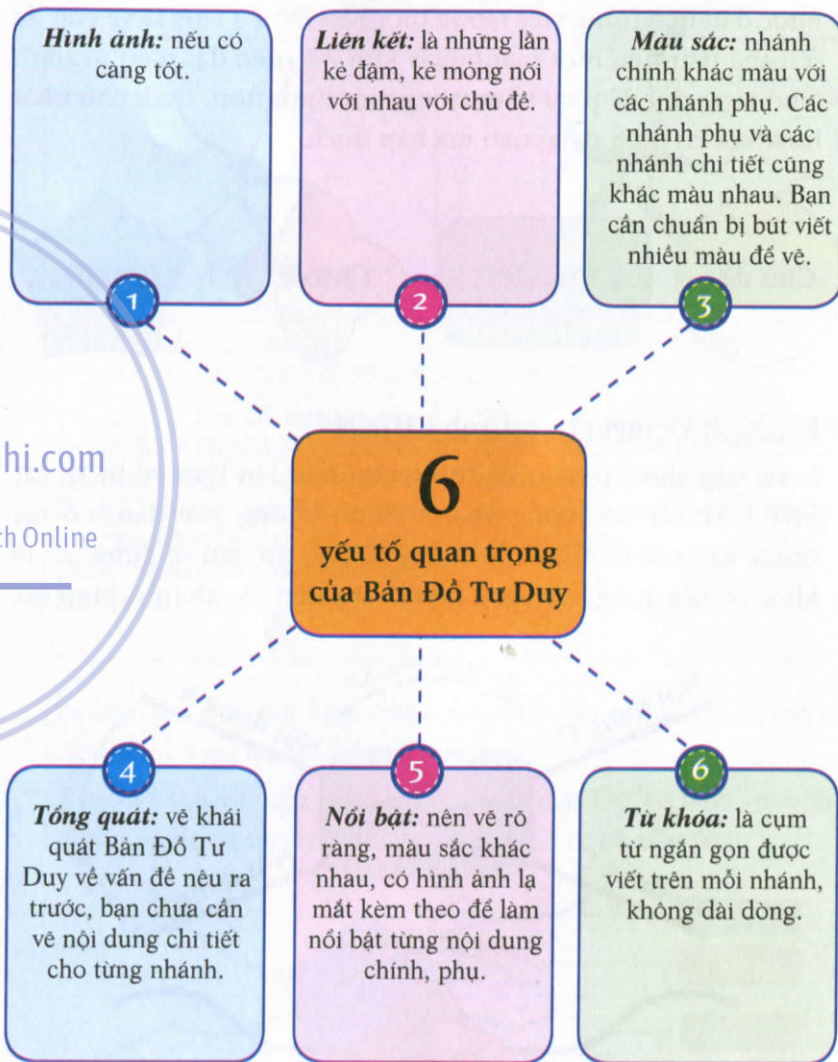 Hình ảnh: nếu có
càng tốt.
1
Liên kết: là những lằn
kẻ đậm, kẻ mỏng nối
với nhau với chủ đề.
2
Màu sắc: nhánh
chính khác màu với
các nhánh phụ. Các
nhánh phụ và các
nhánh chi tiết cũng
khác màu nhau. Bạn
cần chuẩn bị bút viết
nhiều màu để vẽ.
3
hi.com
ch Online
6
yếu tố quan trọng
của Bản Đồ Tư Duy
4
Tổng quát: vẽ khái
quát Bản Đồ Tư
Duy về vấn đề nêu ra
trước, bạn chưa cần
vẽ nội dung chi tiết
cho từng nhánh.
5
Nổi bật: nên vẽ rõ
ràng, màu sắc khác
nhau, có hình ảnh lạ
mắt kèm theo để làm
nổi bật từng nội dung
chính, phụ.
6
Từ khóa: là cụm
từ ngắn gọn được
viết trên mỗi nhánh,
không dài dòng.